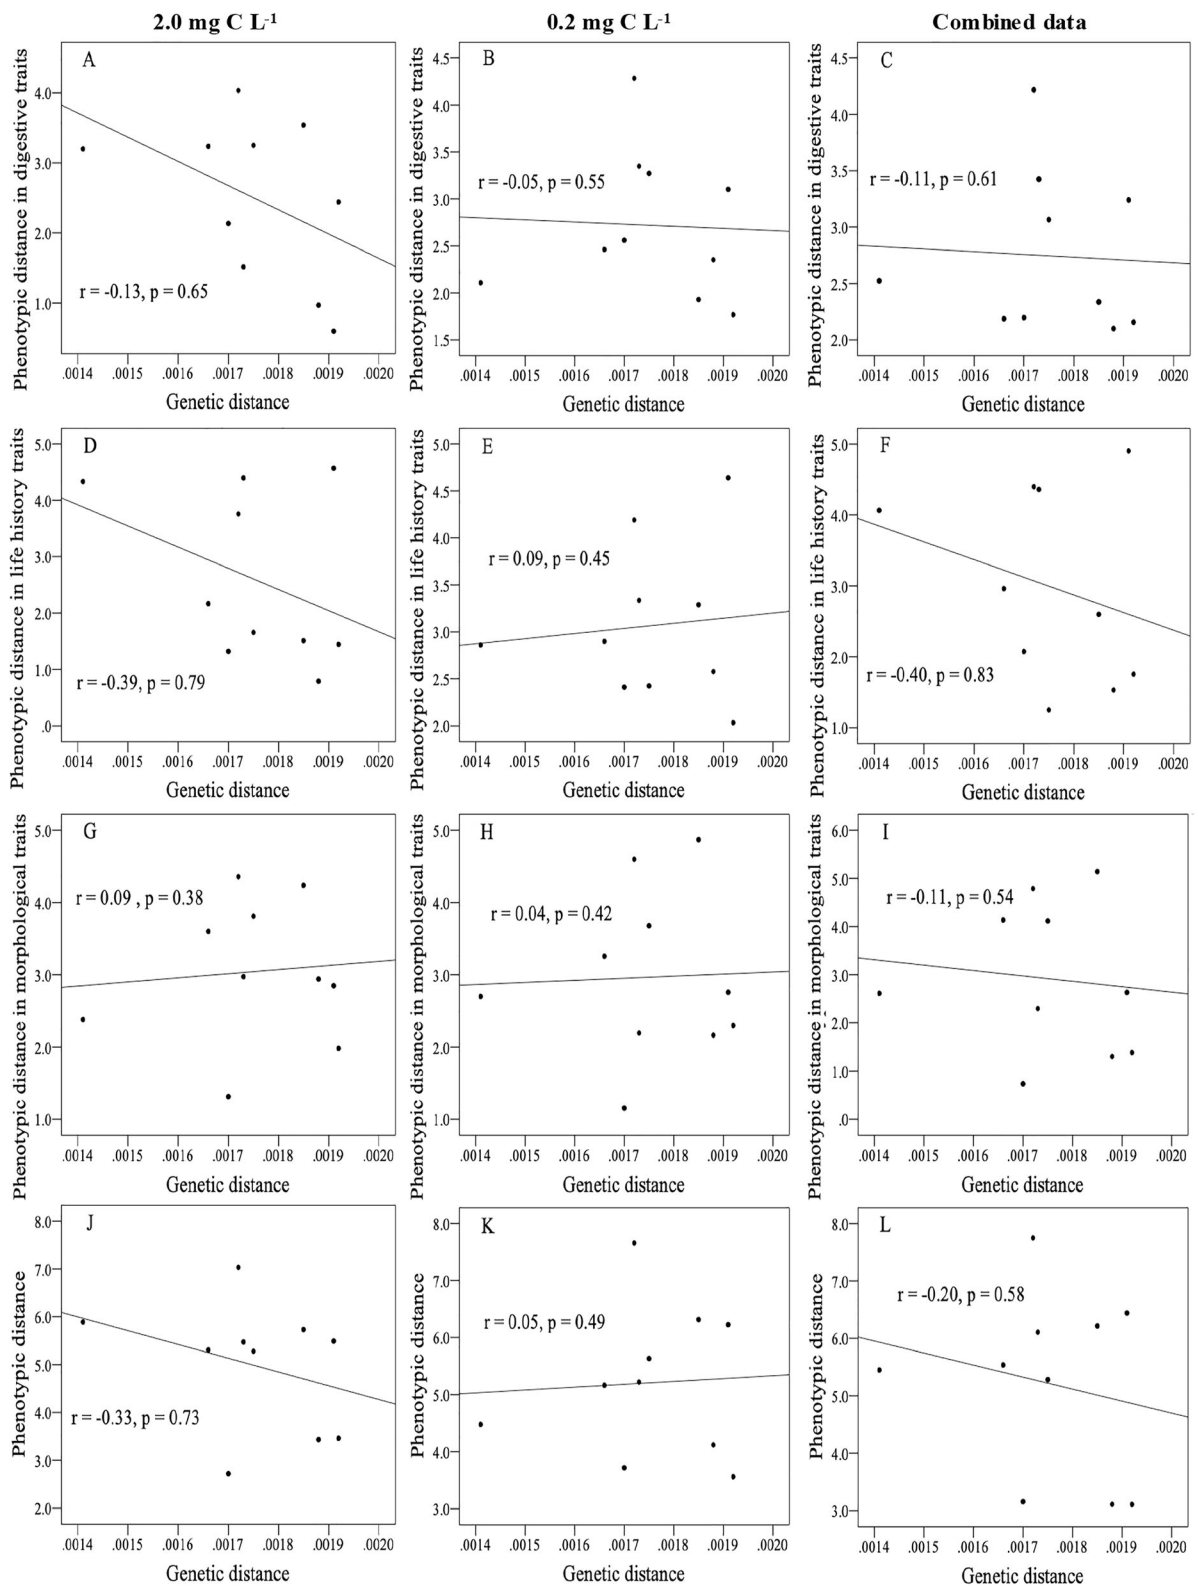 2.0 mg C L-1
0.2 mg C L-1
Combined data
A
Phenotypic distance in digestive traits
4.0
3.0
2.0
1.0
r = -0.13, p = 0.65
.0014 .0015 .0016 .0017 .0018 .0019 .0020
Genetic distance
B
Phenotypic distance in digestive traits
4.5
4.0
3.5
3.0
2.5
2.0
1.5
r = -0.05, p = 0.55
.0014 .0015 .0016 .0017 .0018 .0019 .0020
Genetic distance
C
Phenotypic distance in digestive traits
4.5
4.0
3.5
3.0
2.5
2.0
r = -0.11, p = 0.61
.0014 .0015 .0016 .0017 .0018 .0019 .0020
Genetic distance
D
Phenotypic distance in life history traits
5.0
4.0
3.0
2.0
1.0
.0
r = -0.39, p = 0.79
.0014 .0015 .0016 .0017 .0018 .0019 .0020
Genetic distance
E
Phenotypic distance in life history traits
5.0
4.5
4.0
3.5
3.0
2.5
2.0
r = 0.09, p = 0.45
.0014 .0015 .0016 .0017 .0018 .0019 .0020
Genetic distance
F
Phenotypic distance in life history traits
5.0
4.0
3.0
2.0
1.0
r = -0.40, p = 0.83
.0014 .0015 .0016 .0017 .0018 .0019 .0020
Genetic distance
G
Phenotypic distance in morphological traits
5.0
4.0
3.0
2.0
1.0
r = 0.09 , p = 0.38
.0014 .0015 .0016 .0017 .0018 .0019 .0020
Genetic distance
H
Phenotypic distance in morphological traits
5.0
4.0
3.0
2.0
1.0
r = 0.04, p = 0.42
.0014 .0015 .0016 .0017 .0018 .0019 .0020
Genetic distance
I
Phenotypic distance in morphological traits
6.0
5.0
4.0
3.0
2.0
1.0
.0
r = -0.11, p = 0.54
.0014 .0015 .0016 .0017 .0018 .0019 .0020
Genetic distance
J
Phenotypic distance
8.0
7.0
6.0
5.0
4.0
3.0
2.0
r = -0.33, p = 0.73
.0014 .0015 .0016 .0017 .0018 .0019 .0020
Genetic distance
K
Phenotypic distance
8.0
7.0
6.0
5.0
4.0
3.0
r = 0.05, p = 0.49
.0014 .0015 .0016 .0017 .0018 .0019 .0020
Genetic distance
L
Phenotypic distance
8.0
7.0
6.0
5.0
4.0
3.0
r = -0.20, p = 0.58
.0014 .0015 .0016 .0017 .0018 .0019 .0020
Genetic distance